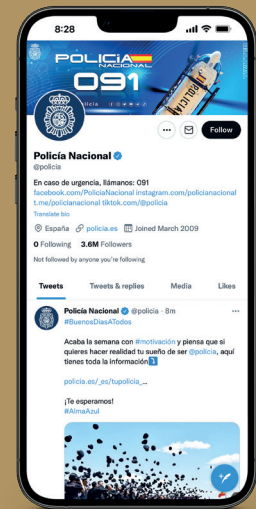 8:28
POLICÍA
NACIONAL
091
policia
POLICIA
Follow
Policía Nacional
@policia
En caso de urgencia, llámanos: 091
facebook.com/PoliciaNacional instagram.com/policianacional
t.me/policianacional tiktok.com/@policia
Translate bio
España policia.es Joined March 2009
0 Following 3.6M Followers
Not followed by anyone you're following
Tweets Tweets & replies Media Likes
Policía Nacional @policia · 8m
#BuenosDíasATodos
Acaba la semana con #motivación y piensa que si
quieres hacer realidad tu sueño de ser @policia, aquí
tienes toda la información
policia.es/_es/tupolicia_...
¡Te esperamos!
#AlmaAzul